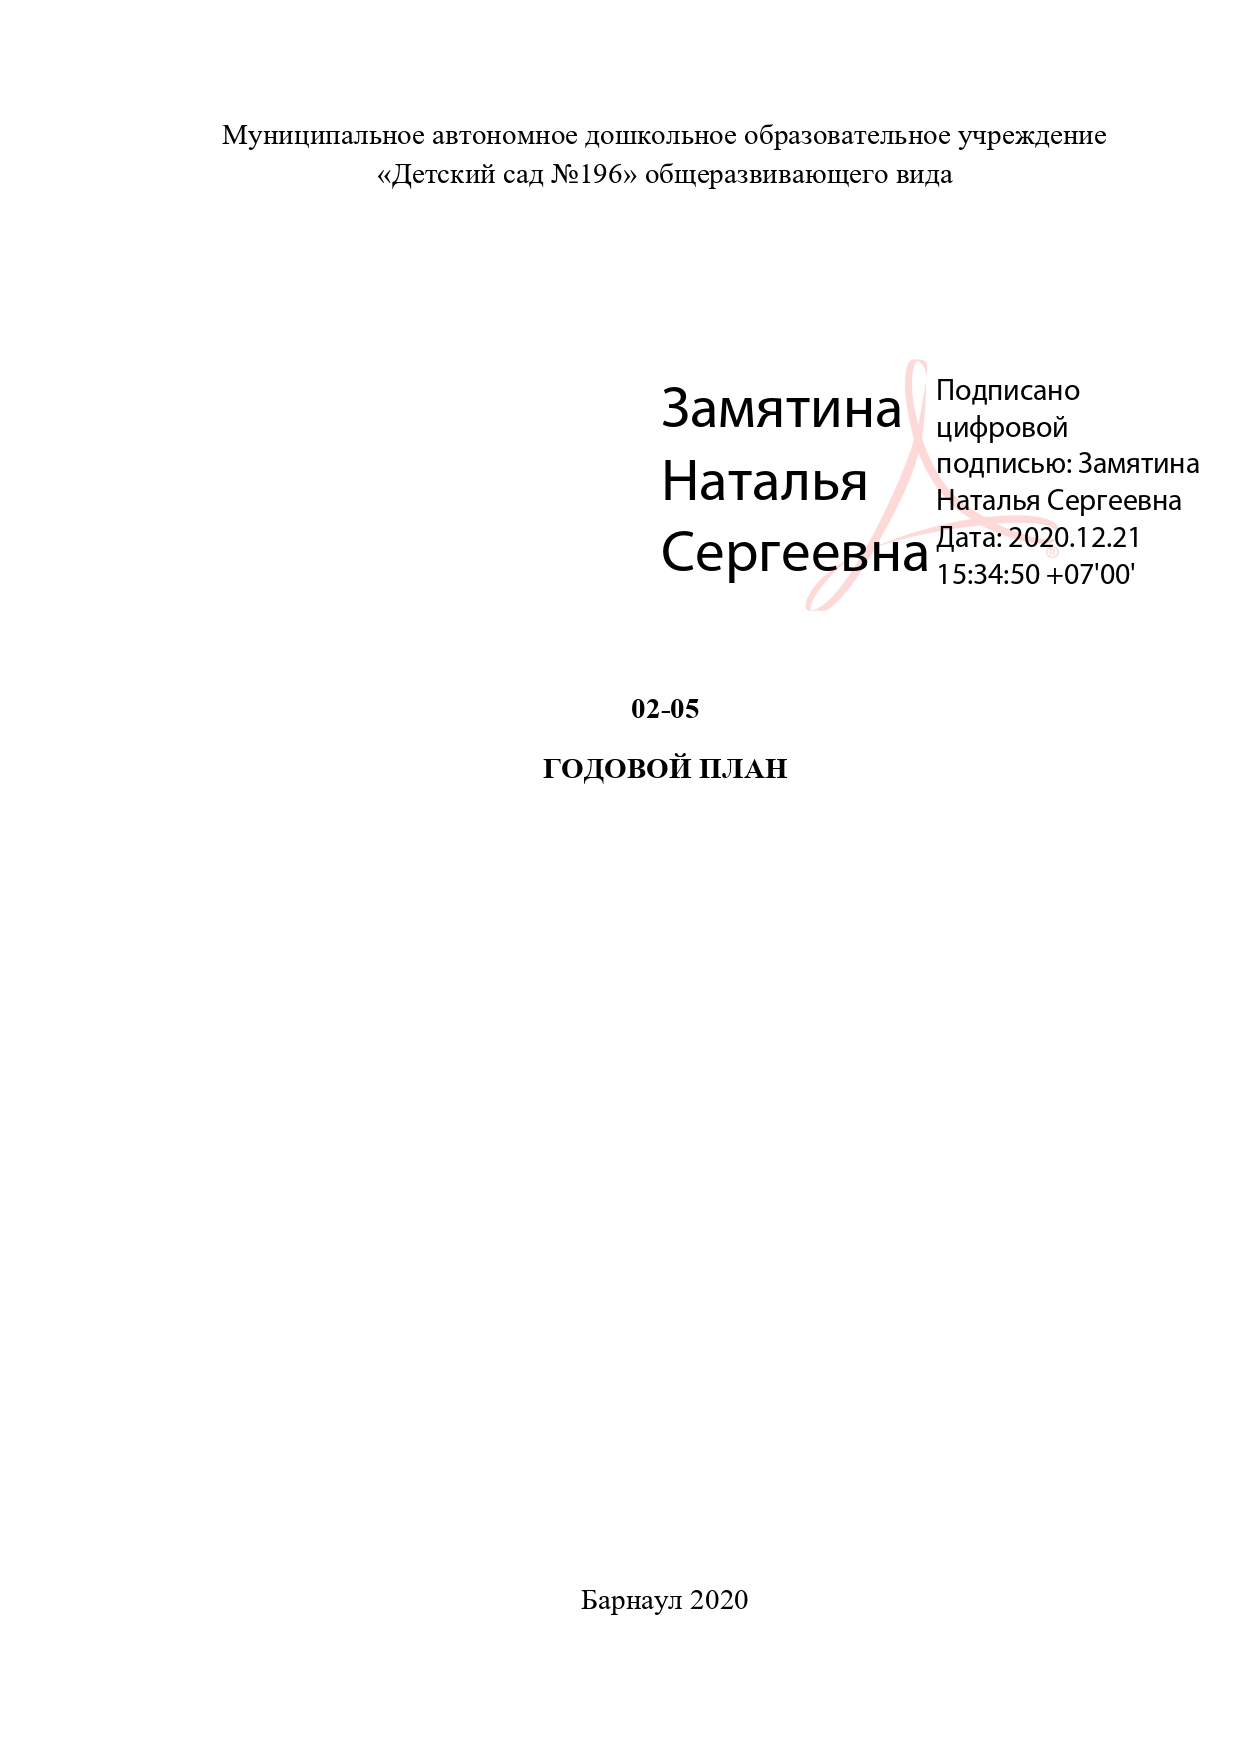 Муниципальное автономное дошкольное образовательное учреждение
«Детский сад №196» общеразвивающего вида
Замятина
Наталья
Сергеевна
Подписано
цифровой
подписью: Замятина
Наталья Сергеевна
Дата: 2020.12.21
15:34:50 +07'00'
®
02-05
ГОДОВОЙ ПЛАН
Барнаул 2020